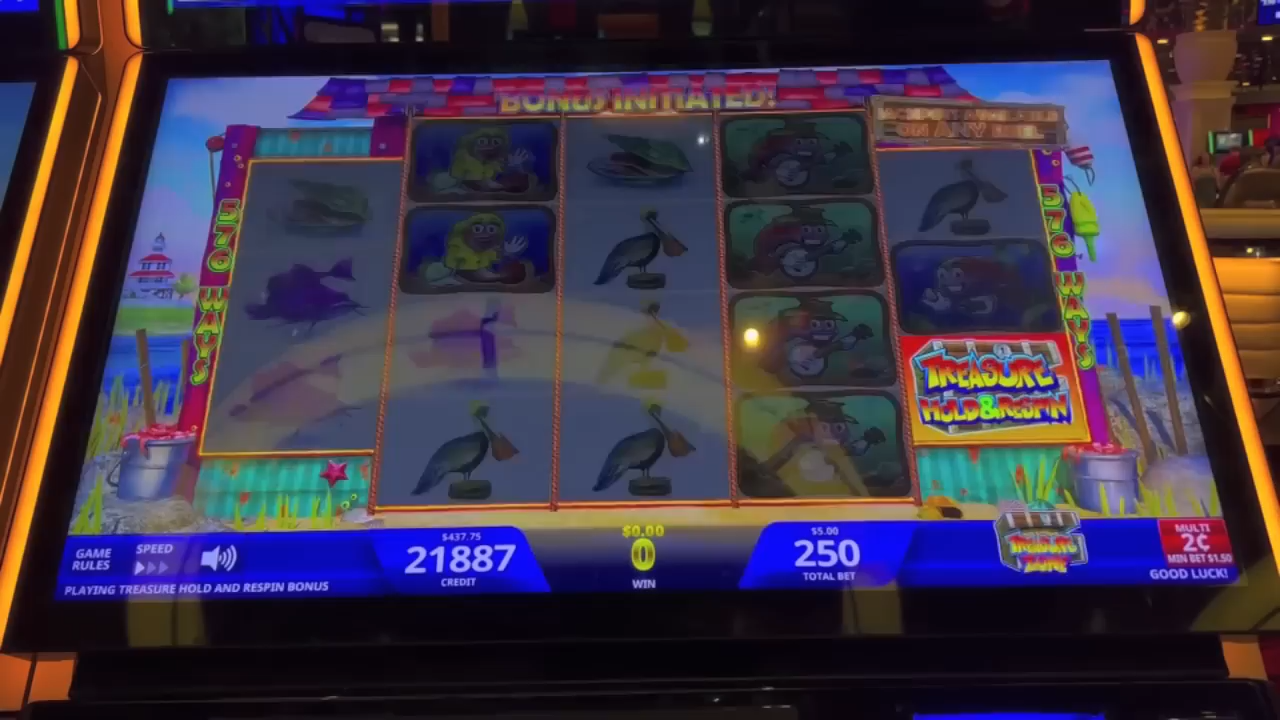 BONUS INITIATED!
ON ANY
576 WAYS
576 WAYS
TREASURE
HOLD & RESPIN
GAME RULES
SPEED
$437.75
21887
CREDIT
$0.00
0
WIN
$5.00
250
TOTAL BET
TREASURE
MULTI
2¢
MIN BET $1.50
GOOD LUCK!
PLAYING TREASURE HOLD AND RESPIN BONUS